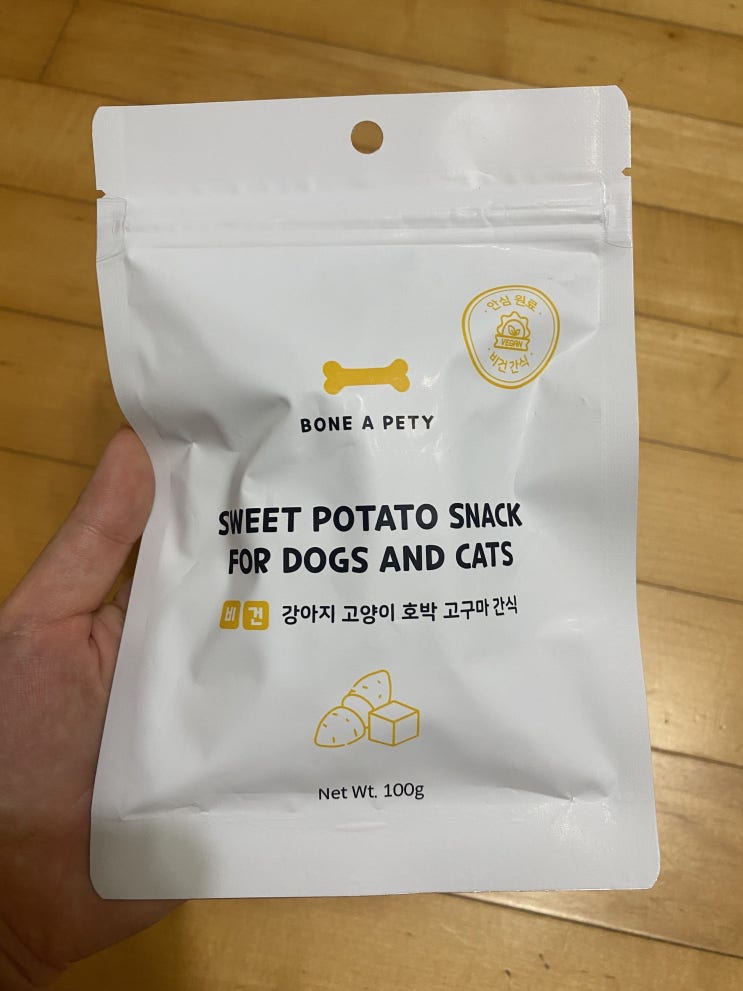 · 안심 원료 ·
VEGAN
· 비건 간식 ·
BONE A PETY
SWEET POTATO SNACK
FOR DOGS AND CATS
비건 강아지 고양이 호박 고구마 간식
Net Wt. 100g